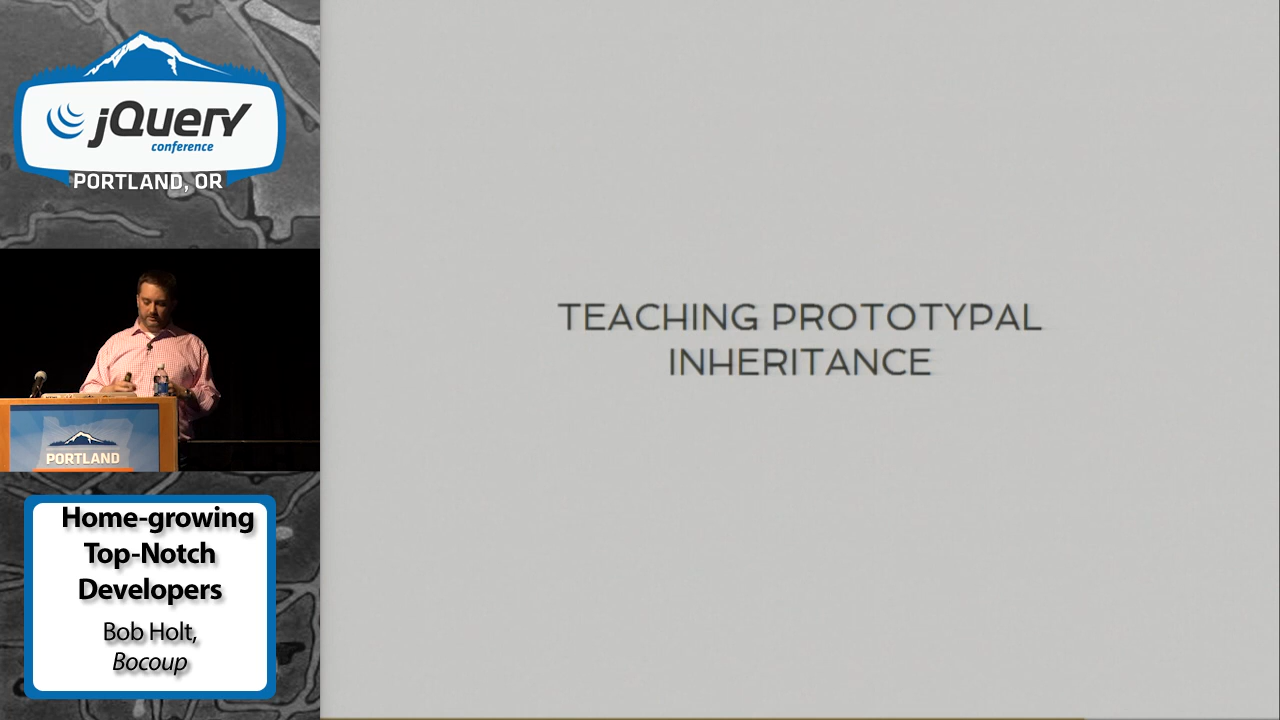 jQuery
conference
PORTLAND, OR
PORTLAND
Home-growing
Top-Notch
Developers
Bob Holt,
Bocoup
TEACHING PROTOTYPAL
INHERITANCE